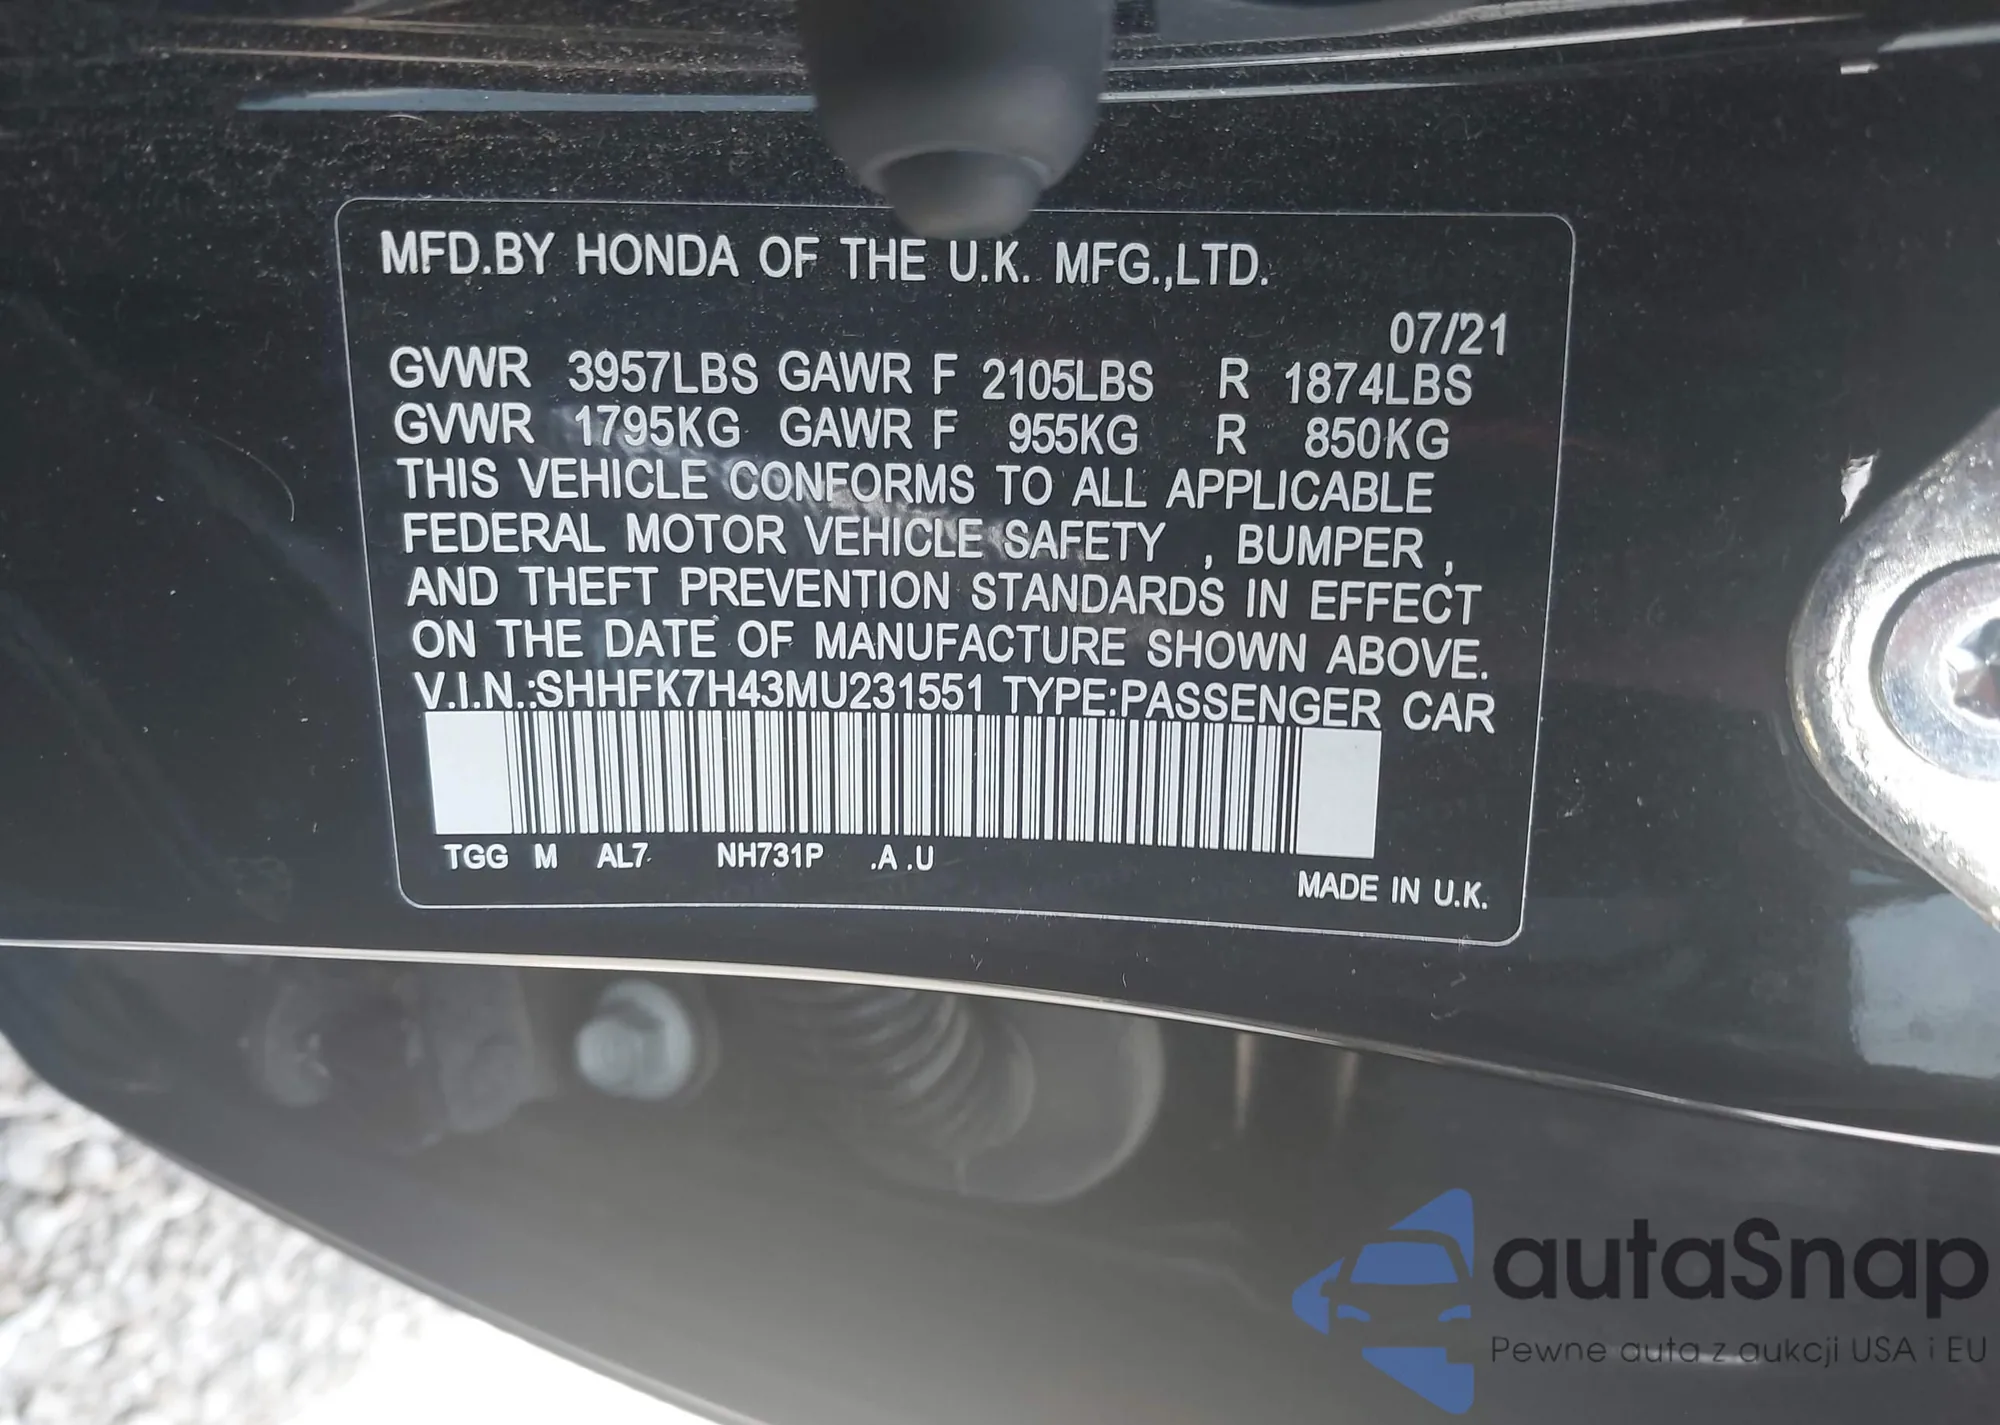 MFD.BY HONDA OF THE U.K. MFG.,LTD.
07/21
GVWR 3957LBS GAWR F 2105LBS R 1874LBS
GVWR 1795KG GAWR F 955KG R 850KG
THIS VEHICLE CONFORMS TO ALL APPLICABLE
FEDERAL MOTOR VEHICLE SAFETY , BUMPER ,
AND THEFT PREVENTION STANDARDS IN EFFECT
ON THE DATE OF MANUFACTURE SHOWN ABOVE.
V.I.N.:SHHFK7H43MU231551 TYPE:PASSENGER CAR
TGG M AL7 NH731P .A .U
MADE IN U.K.
autaSnap
Pewne auta z aukcji USA i EU